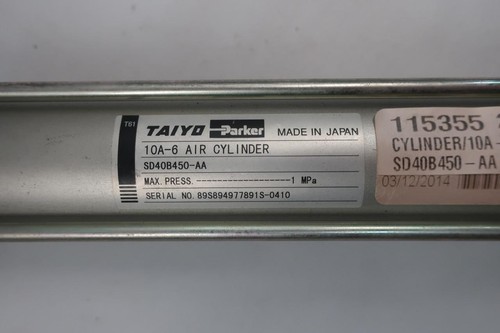 T61
TAIYO Parker MADE IN JAPAN
10A-6 AIR CYLINDER
SD40B450-AA
MAX. PRESS.--------------------1 MPa
SERIAL NO. 89S894977891S-0410
115355
CYLINDER/10A-
SD40B450-AA
03/12/2014